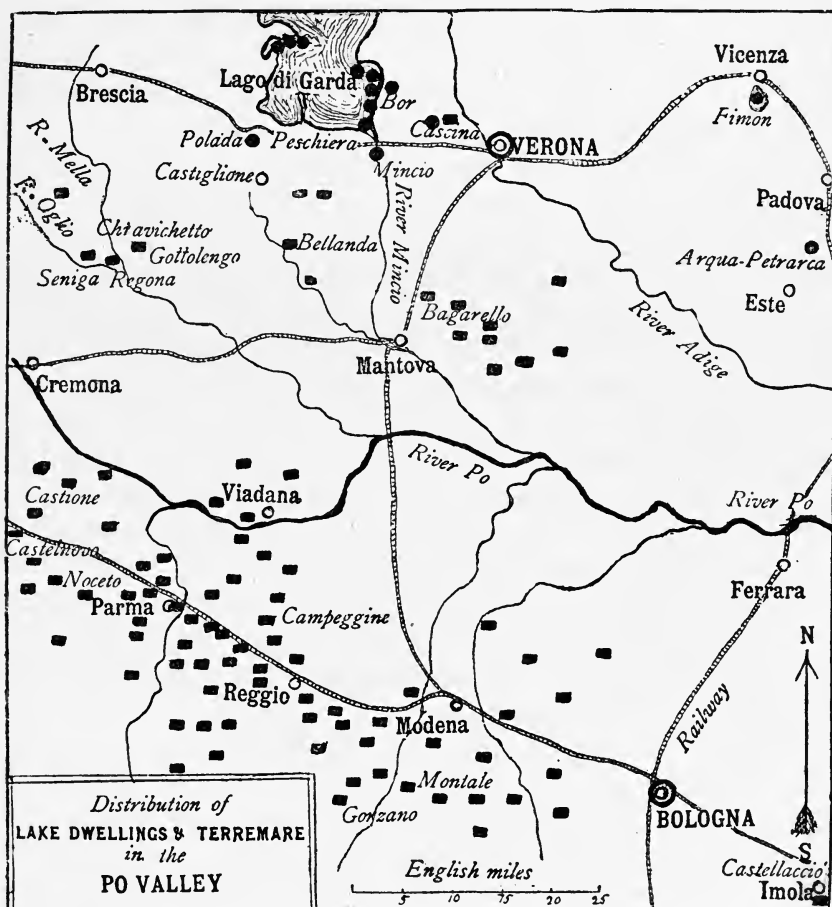 Vicenza
Lago di Garda
Brescia
Bor
Fimon
Cascina
Polada
Peschiera
VERONA
R. Mella
Castiglione
Mincio
Padova
R. Oglio
River Mincio
Chiavichetto
Gottolengo
Bellanda
Arqua-Petrarca
Seniga
Regona
Este
Bagarello
River Adige
Mantova
Cremona
River Po
Castione
Viadana
River Po
Castelnova
Noceto
Ferrara
Parma
Campeggine
N
Reggio
Railway
Modena
Montale
Gorzano
BOLOGNA
Distribution of
LAKE DWELLINGS & TERREMARE
in the
PO VALLEY
S
English miles
5 10 15 20 25
Castellaccio
Imola